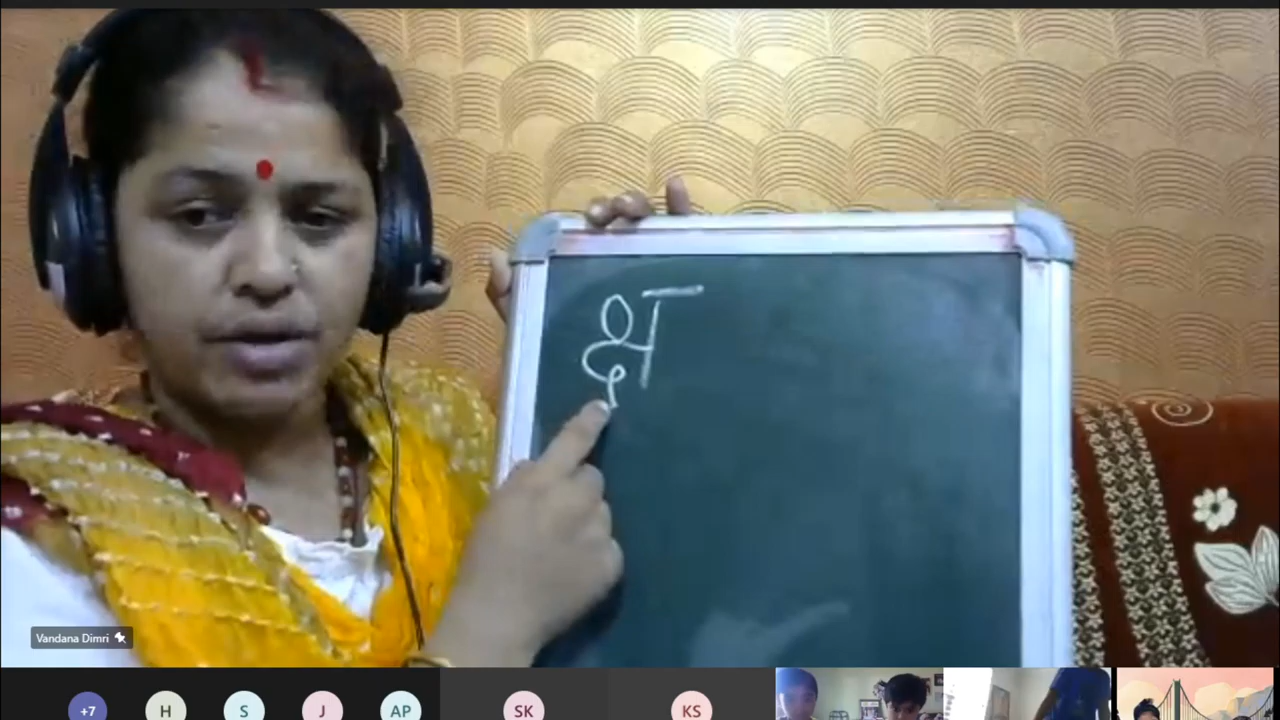 क्ष
Vandana Dimri
+7 H S J AP SK KS